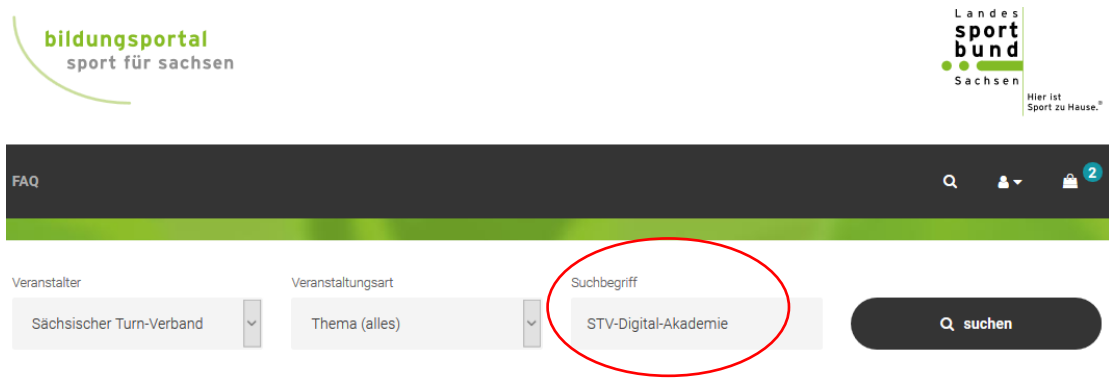 bildungsportal
sport für sachsen
Landes
sport
bund
Sachsen
Hier ist
Sport zu Hause.®
FAQ
2
Veranstalter
Veranstaltungsart
Suchbegriff
Sächsischer Turn-Verband
Thema (alles)
STV-Digital-Akademie
suchen